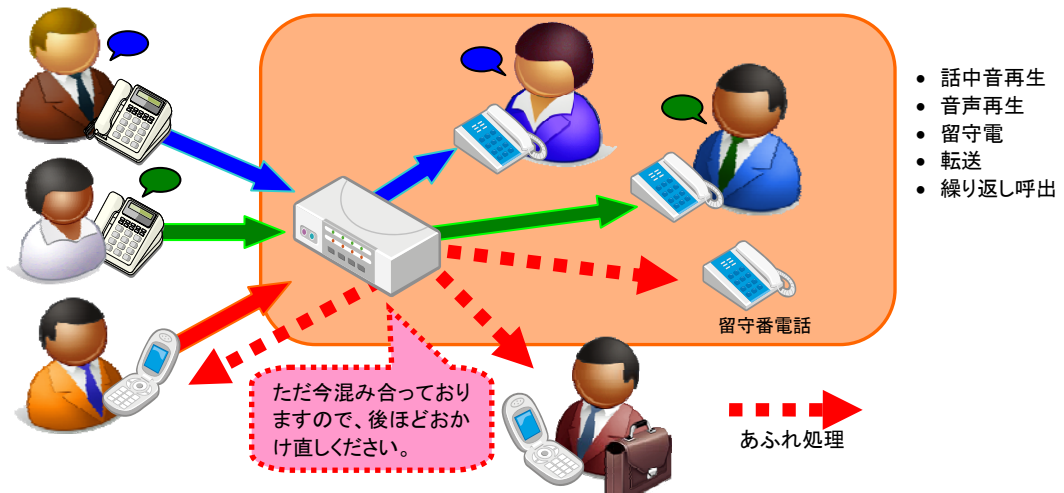 • 話中音再生
• 音声再生
• 留守電
• 転送
• 繰り返し呼出
留守番電話
ただ今混み合っており
ますので、後ほどおか
け直しください。
あふれ処理